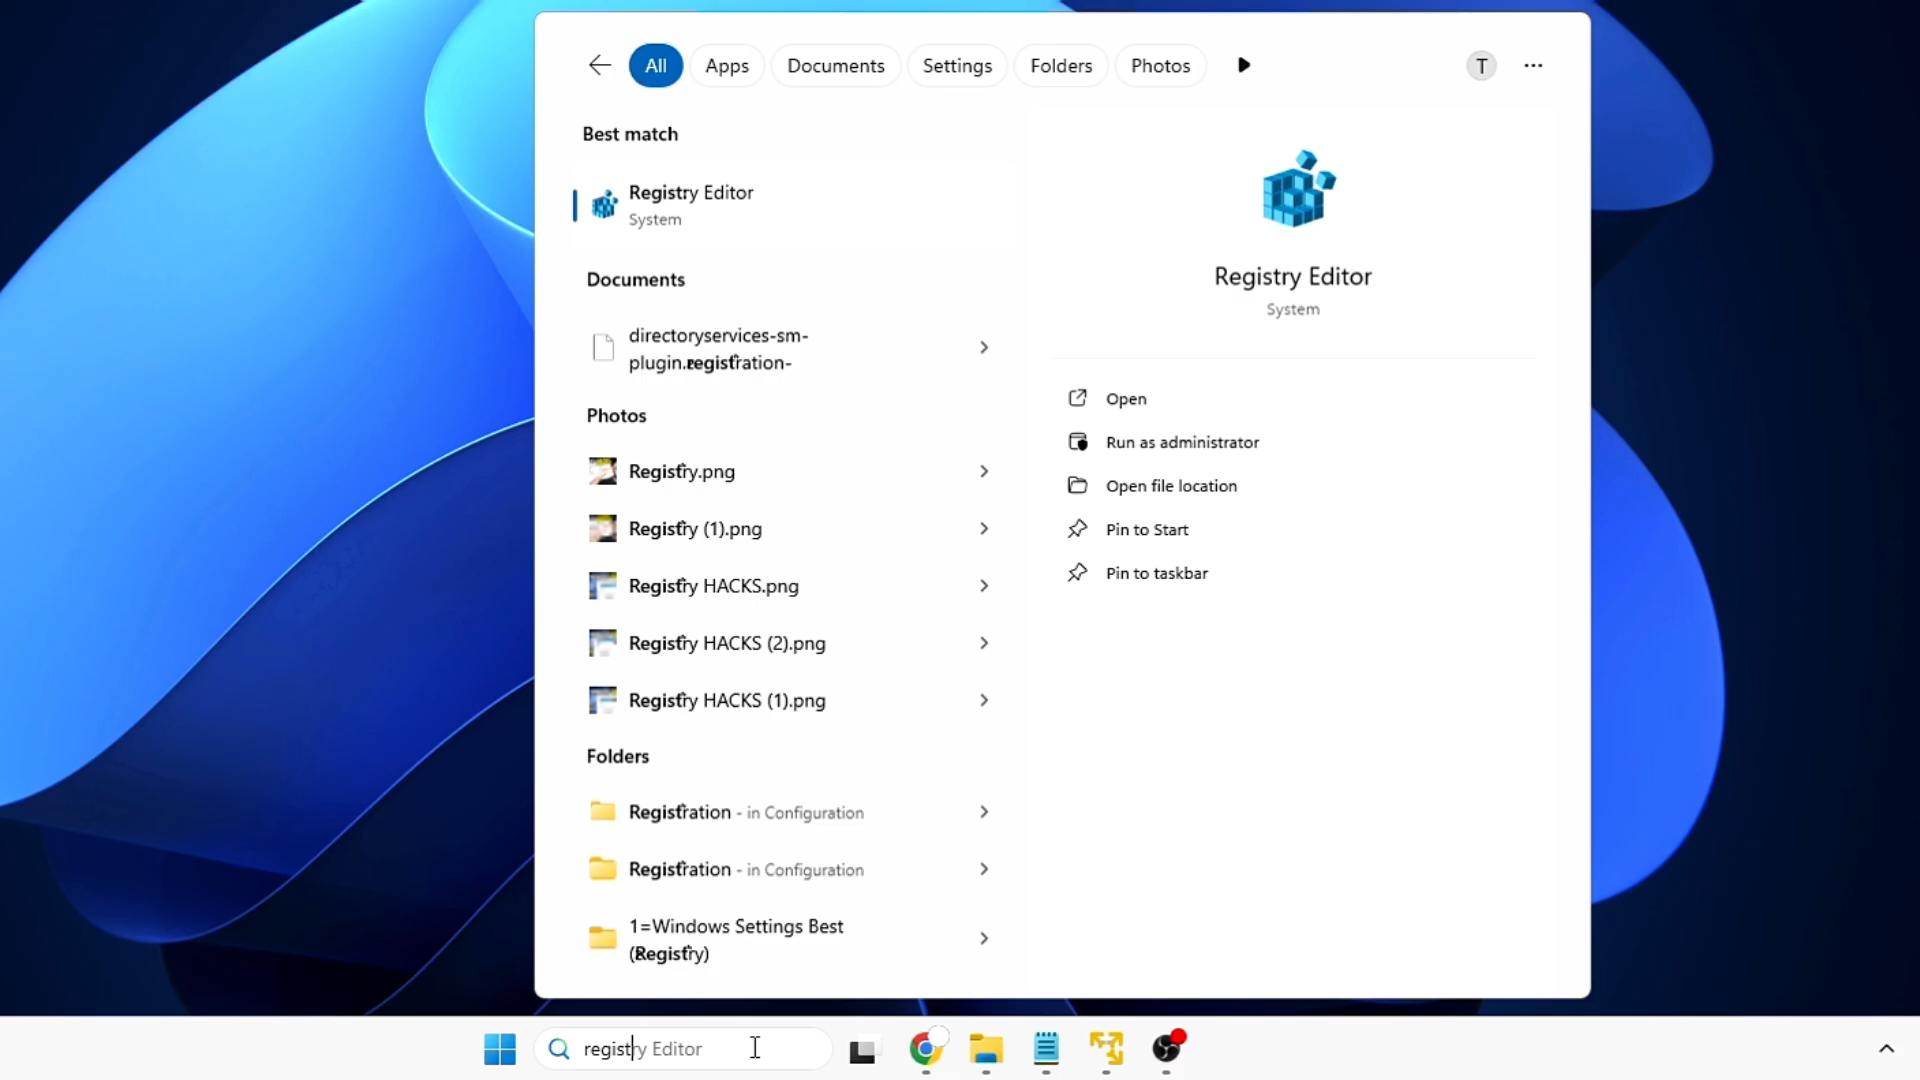 All Apps Documents Settings Folders Photos T
Best match
Registry Editor
System
Documents
directoryservices-sm-
plugin.registration-
Photos
Registry.png
Registry (1).png
Registry HACKS.png
Registry HACKS (2).png
Registry HACKS (1).png
Folders
Registration - in Configuration
Registration - in Configuration
1=Windows Settings Best
(Registry)
Registry Editor
System
Open
Run as administrator
Open file location
Pin to Start
Pin to taskbar
registry Editor